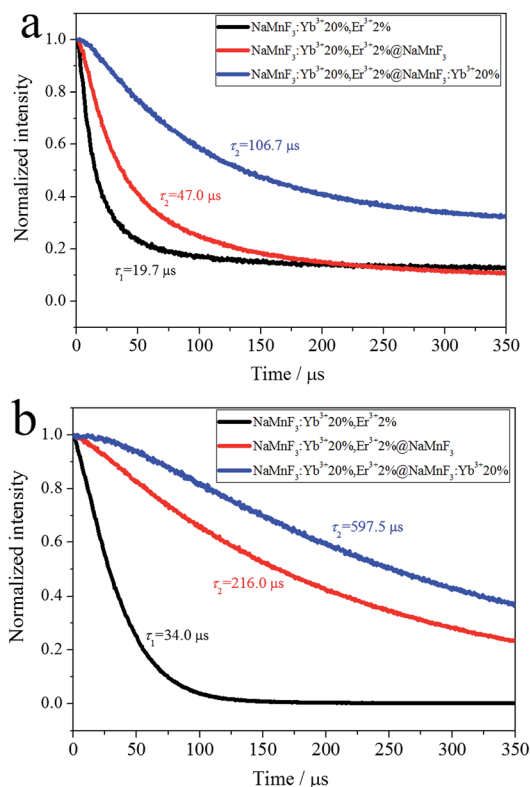 a
NaMnF₃:Yb³⁺20%,Er³⁺2%
NaMnF₃:Yb³⁺20%,Er³⁺2%@NaMnF₃
NaMnF₃:Yb³⁺20%,Er³⁺2%@NaMnF₃:Yb³⁺20%
Normalized intensity
1.0
0.8
0.6
0.4
0.2
0.0
τ₂=106.7 μs
τ₂=47.0 μs
τ₁=19.7 μs
0 50 100 150 200 250 300 350
Time / μs
b
NaMnF₃:Yb³⁺20%,Er³⁺2%
NaMnF₃:Yb³⁺20%,Er³⁺2%@NaMnF₃
NaMnF₃:Yb³⁺20%,Er³⁺2%@NaMnF₃:Yb³⁺20%
Normalized intensity
1.0
0.8
0.6
0.4
0.2
0.0
τ₂=597.5 μs
τ₂=216.0 μs
τ₁=34.0 μs
0 50 100 150 200 250 300 350
Time / μs